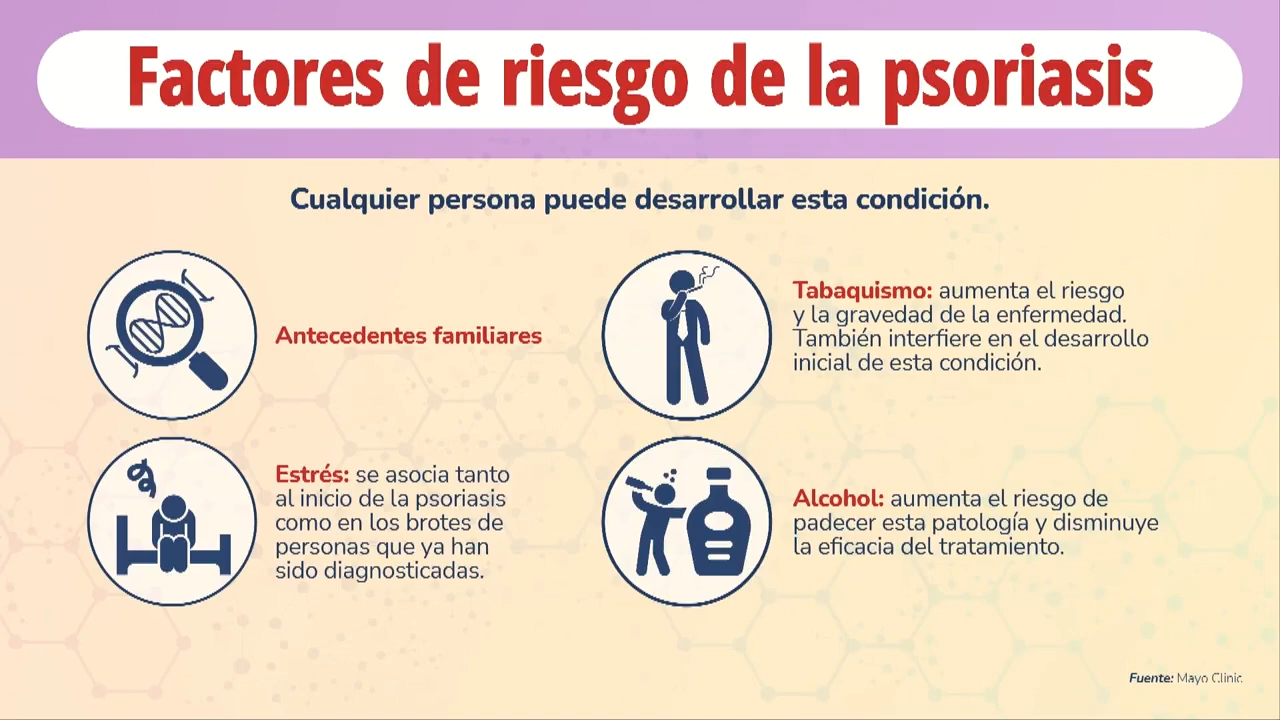 Factores de riesgo de la psoriasis
Cualquier persona puede desarrollar esta condición.
Antecedentes familiares
Tabaquismo: aumenta el riesgo
y la gravedad de la enfermedad.
También interfiere en el desarrollo
inicial de esta condición.
Estrés: se asocia tanto
al inicio de la psoriasis
como en los brotes de
personas que ya han
sido diagnosticadas.
Alcohol: aumenta el riesgo de
padecer esta patología y disminuye
la eficacia del tratamiento.
Fuente: Mayo Clinic